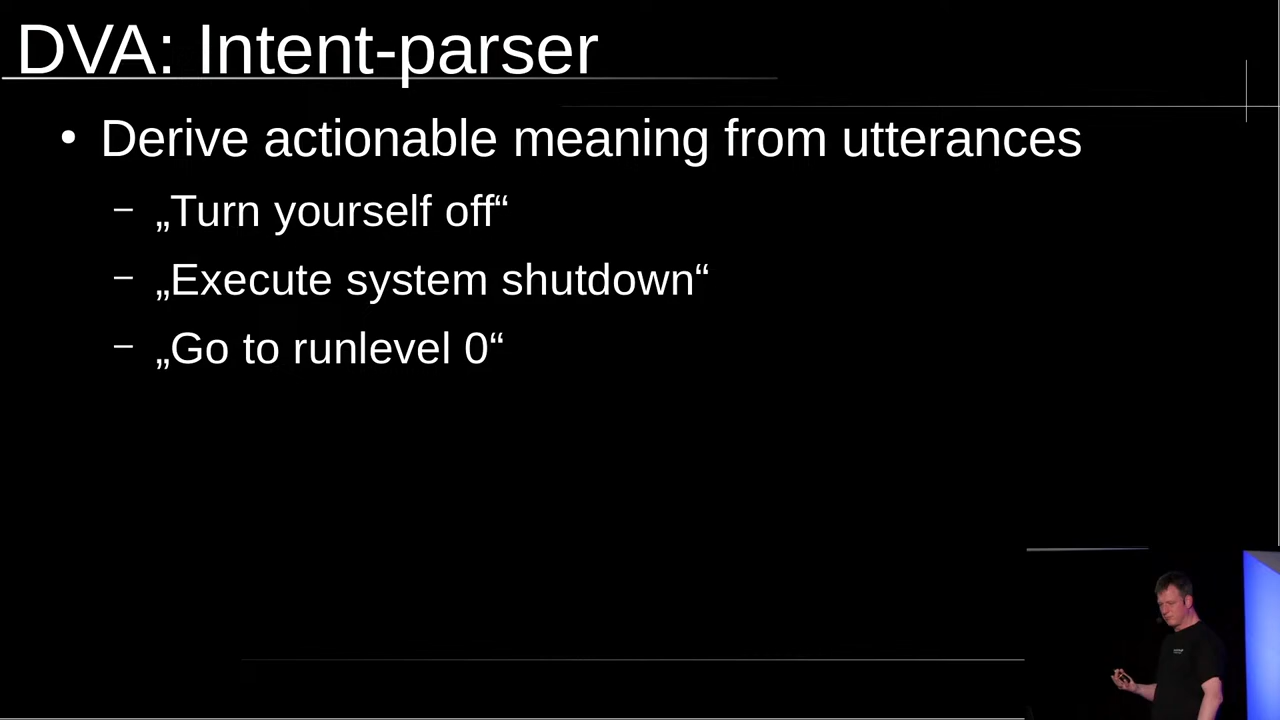 DVA: Intent-parser
• Derive actionable meaning from utterances
– „Turn yourself off“
– „Execute system shutdown“
– „Go to runlevel 0“